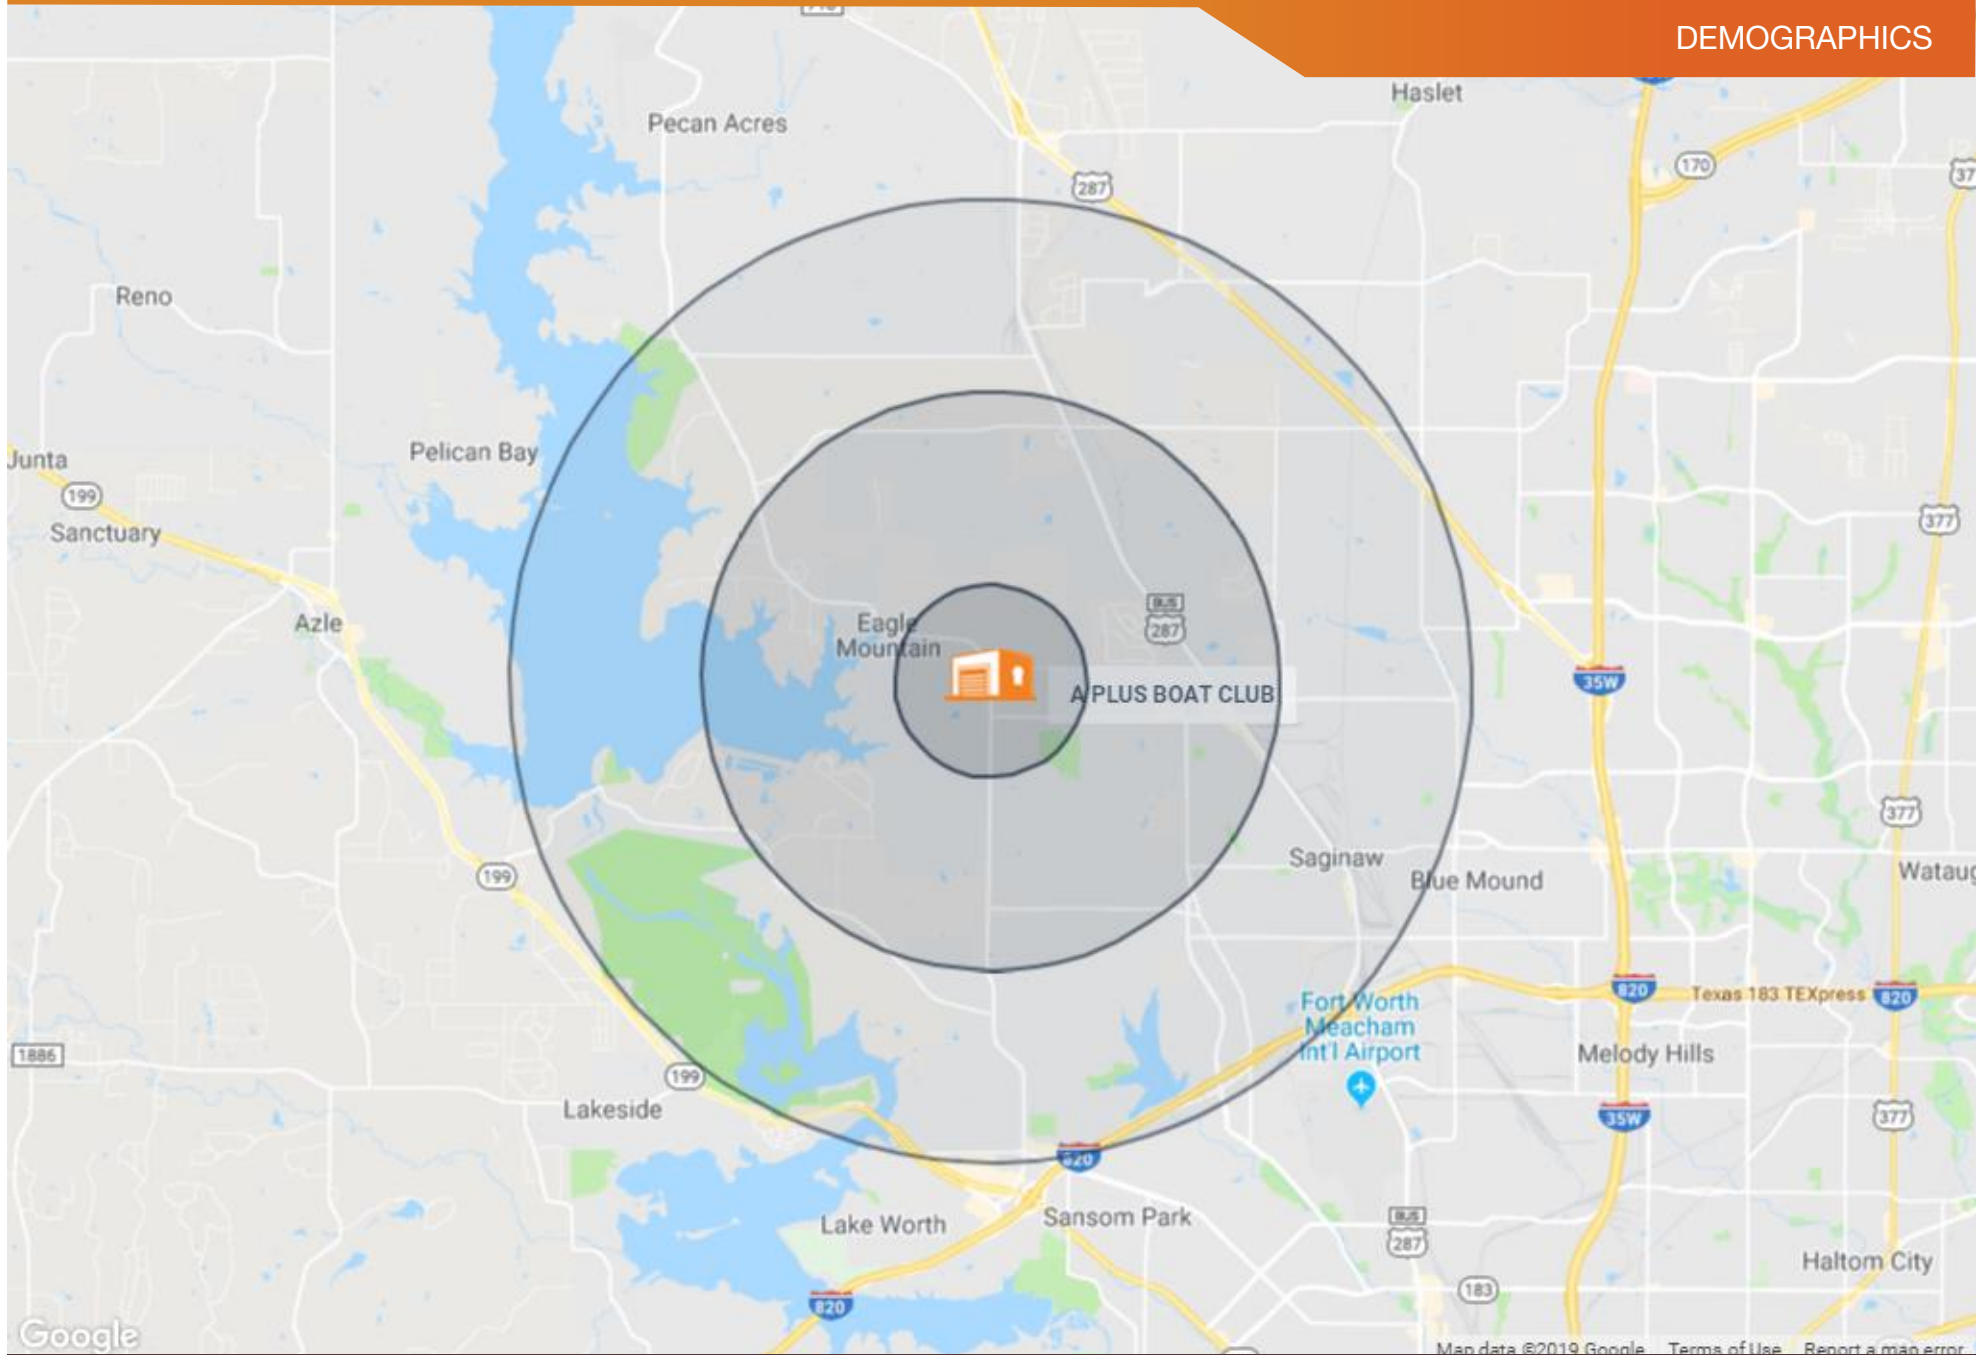 DEMOGRAPHICS
Haslet
Pecan Acres
170
287
Reno
Pelican Bay
Junta
199
377
Sanctuary
BUS
287
Azle
Eagle
Mountain
35W
A PLUS BOAT CLUB
377
Saginaw
Blue Mound
199
820
Texas 183 TEXpress
820
Fort Worth
Meacham
Int'l Airport
1886
Melody Hills
199
Lakeside
35W
377
820
Lake Worth
Sansom Park
BUS
287
Haltom City
183
820
Google
Map data ©2019 Google
Terms of Use
Report a map error